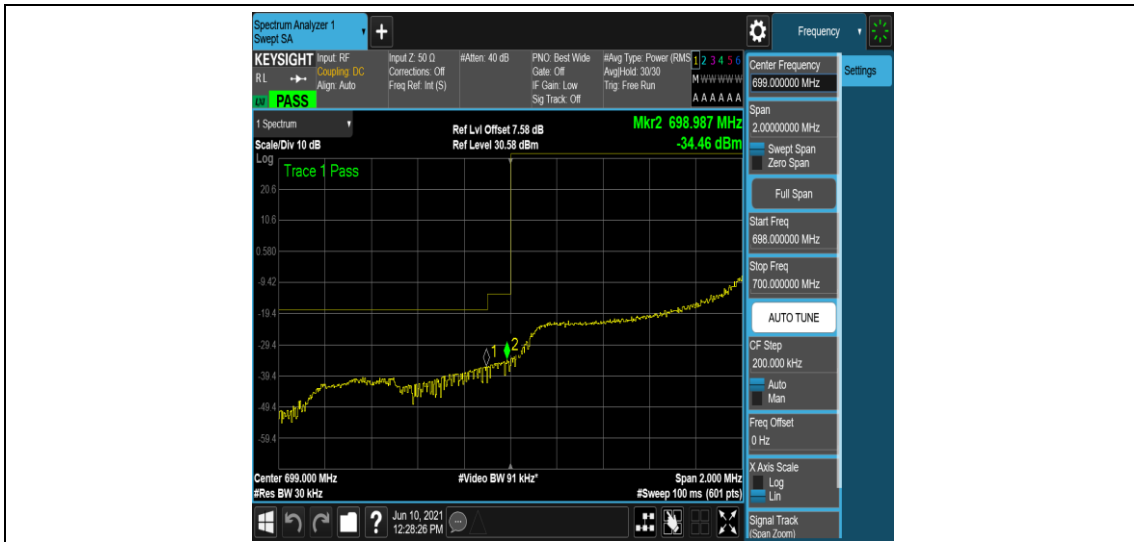 Spectrum Analyzer 1
Swept SA
+
Frequency
KEYSIGHT
RL
LXI
PASS
Input: RF
Coupling: DC
Align: Auto
Input Z: 50 Ω
Corrections: Off
Freq Ref: Int (S)
#Atten: 40 dB
PNO: Best Wide
Gate: Off
IF Gain: Low
Sig Track: Off
#Avg Type: Power (RMS
Avg|Hold: 30/30
Trig: Free Run
1 2 3 4 5 6
M W W W W W
A A A A A A
1 Spectrum
Scale/Div 10 dB
Ref Lvl Offset 7.58 dB
Ref Level 30.58 dBm
Mkr2 698.987 MHz
-34.46 dBm
Log
Trace 1 Pass
20.6
10.6
0.580
-9.42
-19.4
-29.4
-39.4
-49.4
-59.4
1
2
Center 699.000 MHz
#Res BW 30 kHz
#Video BW 91 kHz*
Span 2.000 MHz
#Sweep 100 ms (601 pts)
Center Frequency
699.000000 MHz
Settings
Span
2.00000000 MHz
Swept Span
Zero Span
Full Span
Start Freq
698.000000 MHz
Stop Freq
700.000000 MHz
AUTO TUNE
CF Step
200.000 kHz
Auto
Man
Freq Offset
0 Hz
X Axis Scale
Log
Lin
Signal Track
(Span Zoom)
?
Jun 10, 2021
12:28:26 PM